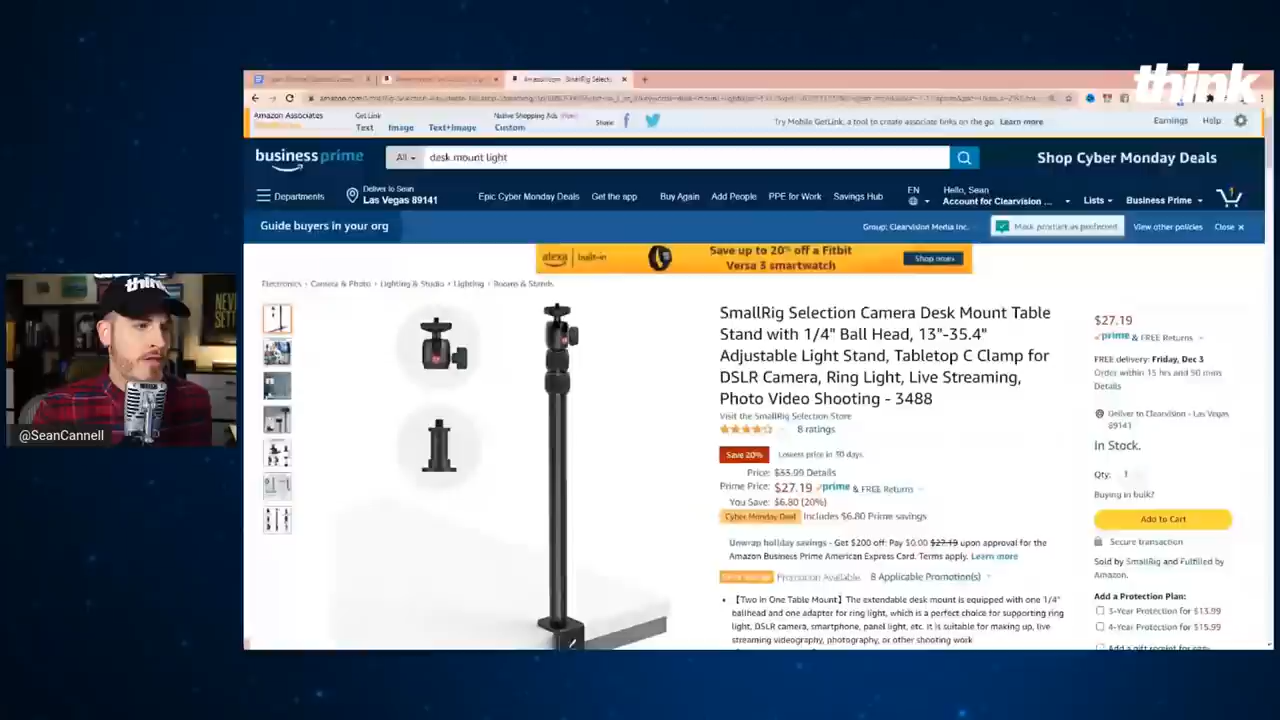 think
Amazon Associates
Get Link
Text Image Text+Image
Native Shopping Ads
Custom
Share:
Try Mobile GetLink, a tool to create associate links on the go. Learn more
Earnings Help
business prime
All
desk mount light
Shop Cyber Monday Deals
Departments
Deliver to Sean
Las Vegas 89141
Epic Cyber Monday Deals Get the app Buy Again Add People PPE for Work Savings Hub
EN
Hello, Sean
Account for Clearvision ...
Lists
Business Prime
1
Guide buyers in your org
Group: Clearvision Media Inc.
Mark product as preferred
View other policies
Close x
alexa built-in
Save up to 20% off a Fitbit
Versa 3 smartwatch
Shop now
Electronics › Camera & Photo › Lighting & Studio › Lighting › Booms & Stands
SmallRig Selection Camera Desk Mount Table
Stand with 1/4" Ball Head, 13"-35.4"
Adjustable Light Stand, Tabletop C Clamp for
DSLR Camera, Ring Light, Live Streaming,
Photo Video Shooting - 3488
Visit the SmallRig Selection Store
8 ratings
Save 20% Lowest price in 30 days.
Price: $33.99 Details
Prime Price: $27.19 prime & FREE Returns
You Save: $6.80 (20%)
Cyber Monday Deal Includes $6.80 Prime savings
Unwrap holiday savings - Get $200 off: Pay $0.00 $27.19 upon approval for the
Amazon Business Prime American Express Card. Terms apply. Learn more
Promotion Available 8 Applicable Promotion(s)
• 【Two in One Table Mount】The extendable desk mount is equipped with one 1/4"
ballhead and one adapter for ring light, which is a perfect choice for supporting ring
light, DSLR camera, smartphone, panel light, etc. It is suitable for making up, live
streaming videography, photography, or other shooting work
$27.19
prime & FREE Returns
FREE delivery: Friday, Dec 3
Order within 15 hrs and 50 mins
Details
Deliver to Clearvision - Las Vegas
89141
In Stock.
Qty: 1
Buying in bulk?
Add to Cart
Secure transaction
Sold by SmallRig and Fulfilled by
Amazon.
Add a Protection Plan:
3-Year Protection for $13.99
4-Year Protection for $15.99
Add a gift receipt for easy
think
@SeanCannell